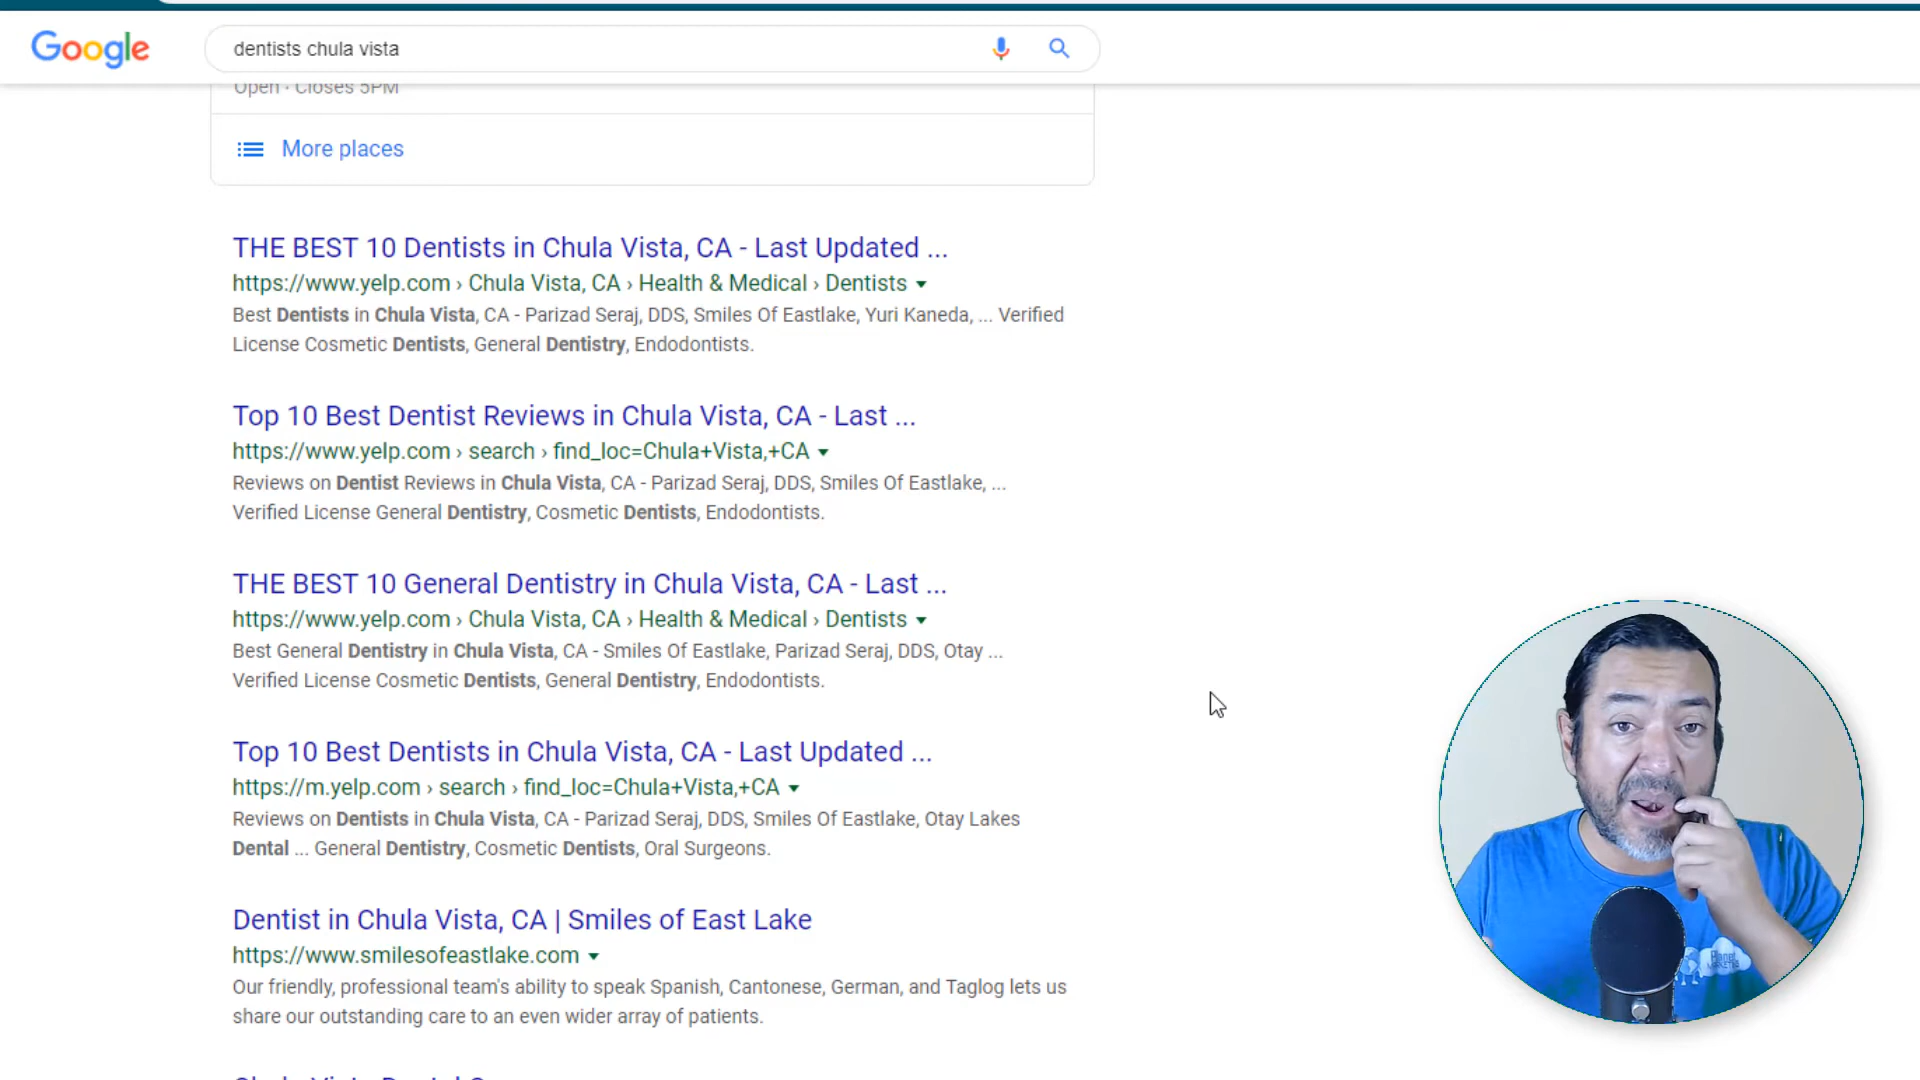 Google
dentists chula vista
Open · Closes 5PM
More places
THE BEST 10 Dentists in Chula Vista, CA - Last Updated ...
https://www.yelp.com › Chula Vista, CA › Health & Medical › Dentists
Best Dentists in Chula Vista, CA - Parizad Seraj, DDS, Smiles Of Eastlake, Yuri Kaneda, ... Verified
License Cosmetic Dentists, General Dentistry, Endodontists.
Top 10 Best Dentist Reviews in Chula Vista, CA - Last ...
https://www.yelp.com › search › find_loc=Chula+Vista,+CA
Reviews on Dentist Reviews in Chula Vista, CA - Parizad Seraj, DDS, Smiles Of Eastlake, ...
Verified License General Dentistry, Cosmetic Dentists, Endodontists.
THE BEST 10 General Dentistry in Chula Vista, CA - Last ...
https://www.yelp.com › Chula Vista, CA › Health & Medical › Dentists
Best General Dentistry in Chula Vista, CA - Smiles Of Eastlake, Parizad Seraj, DDS, Otay ...
Verified License Cosmetic Dentists, General Dentistry, Endodontists.
Top 10 Best Dentists in Chula Vista, CA - Last Updated ...
https://m.yelp.com › search › find_loc=Chula+Vista,+CA
Reviews on Dentists in Chula Vista, CA - Parizad Seraj, DDS, Smiles Of Eastlake, Otay Lakes
Dental ... General Dentistry, Cosmetic Dentists, Oral Surgeons.
Dentist in Chula Vista, CA | Smiles of East Lake
https://www.smilesofeastlake.com
Our friendly, professional team's ability to speak Spanish, Cantonese, German, and Taglog lets us
share our outstanding care to an even wider array of patients.